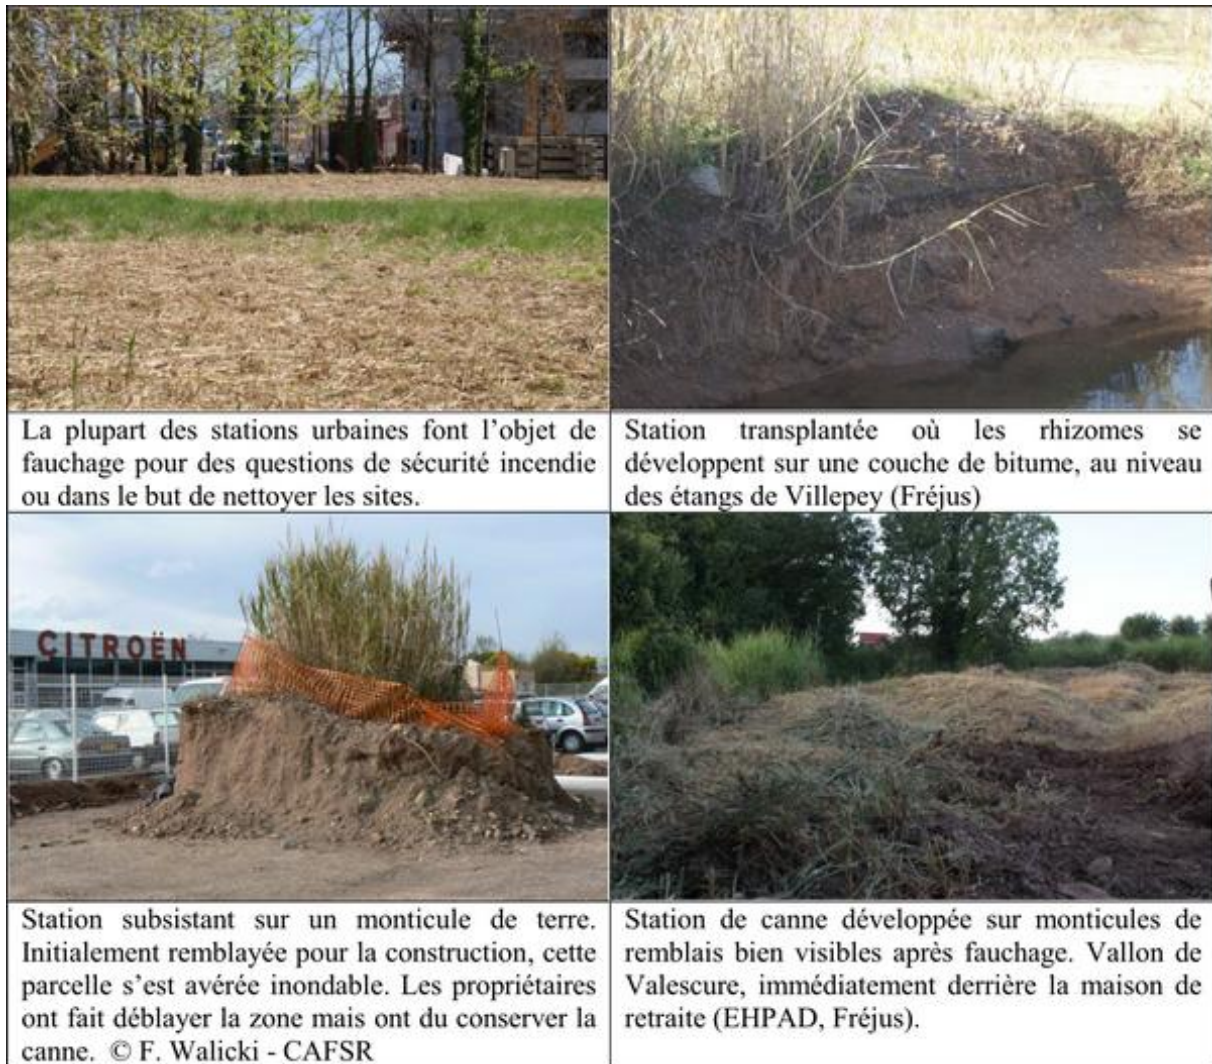 La plupart des stations urbaines font l’objet de
fauchage pour des questions de sécurité incendie
ou dans le but de nettoyer les sites.
Station transplantée où les rhizomes se
développent sur une couche de bitume, au niveau
des étangs de Villepey (Fréjus)
CITROËN
Station subsistant sur un monticule de terre.
Initialement remblayée pour la construction, cette
parcelle s’est avérée inondable. Les propriétaires
ont fait déblayer la zone mais ont du conserver la
canne. © F. Walicki - CAFSR
Station de canne développée sur monticules de
remblais bien visibles après fauchage. Vallon de
Valescure, immédiatement derrière la maison de
retraite (EHPAD, Fréjus).